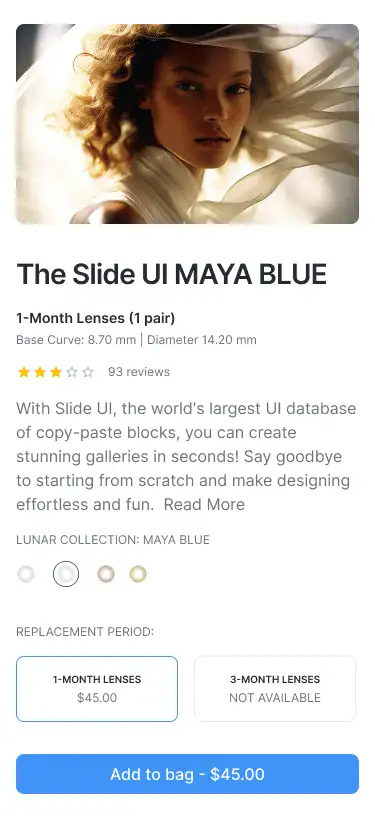 The Slide UI MAYA BLUE
1-Month Lenses (1 pair)
Base Curve: 8.70 mm | Diameter 14.20 mm
93 reviews
With Slide UI, the world's largest UI database
of copy-paste blocks, you can create
stunning galleries in seconds! Say goodbye
to starting from scratch and make designing
effortless and fun.  Read More
LUNAR COLLECTION: MAYA BLUE
REPLACEMENT PERIOD:
1-MONTH LENSES
$45.00
3-MONTH LENSES
NOT AVAILABLE
Add to bag - $45.00